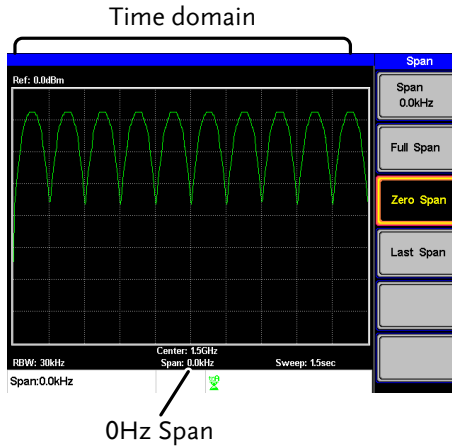 Time domain
Span
Ref: 0.0dBm
Span
0.0kHz
Full Span
Zero Span
Last Span
Center: 1.5GHz
RBW: 30kHz Span: 0.0kHz Sweep: 1.5sec
Span:0.0kHz
0Hz Span